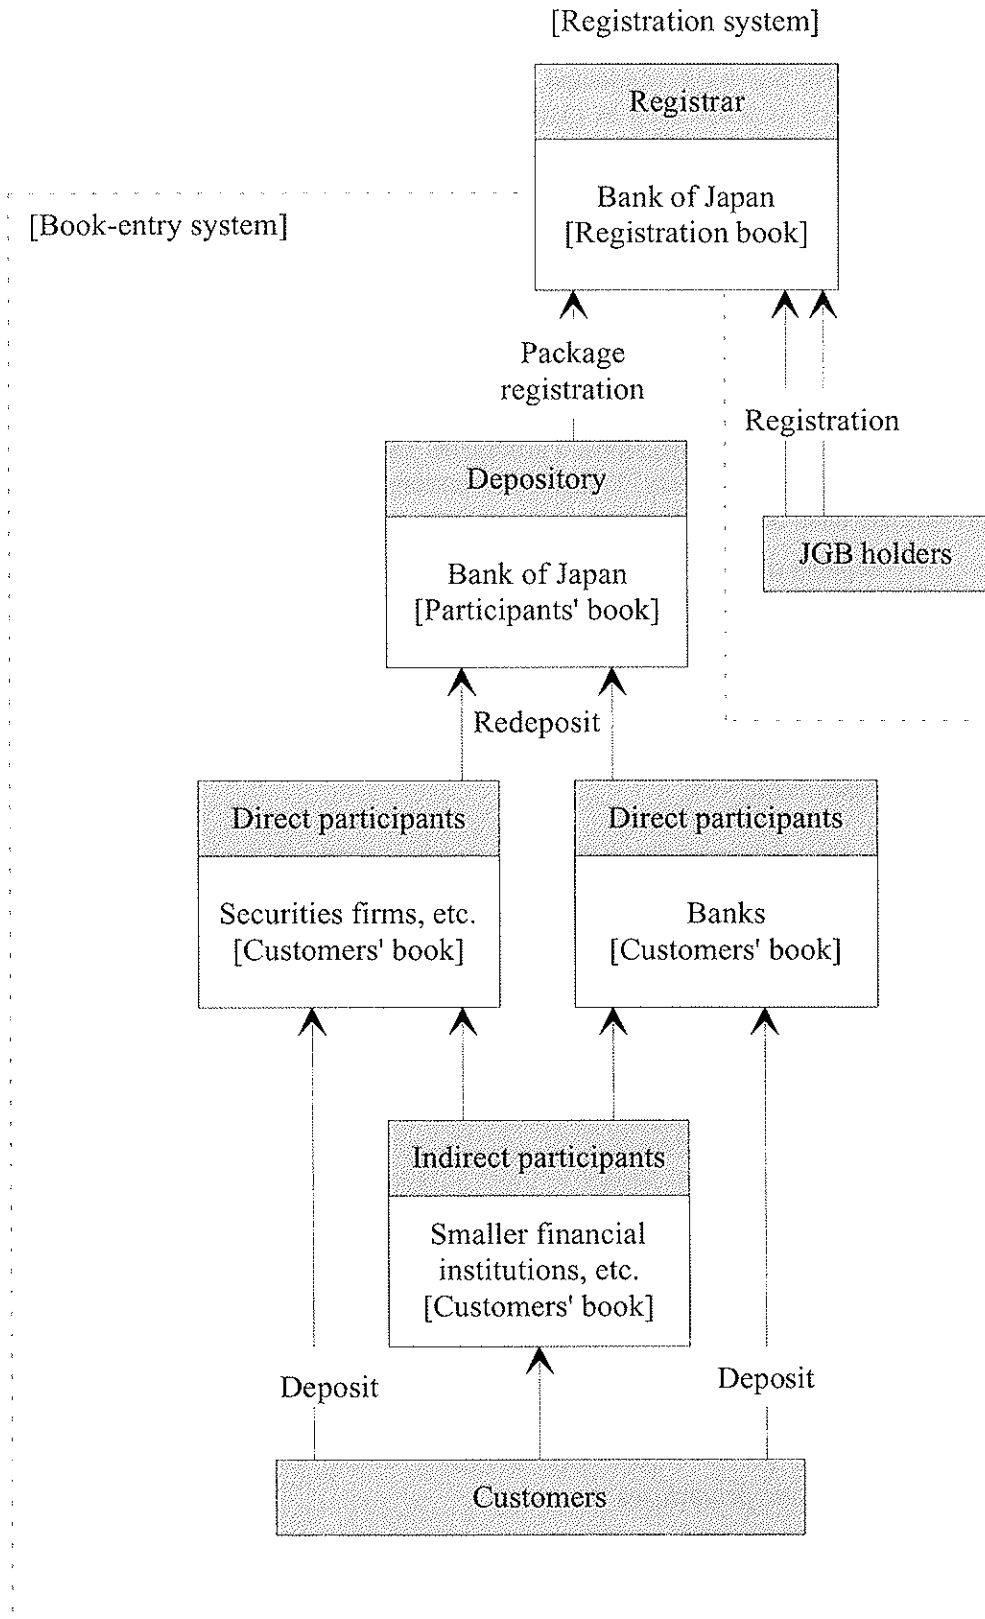 [Registration system]
Registrar
Bank of Japan
[Registration book]
[Book-entry system]
Package
registration
Registration
Depository
Bank of Japan
[Participants' book]
JGB holders
Redeposit
Direct participants
Securities firms, etc.
[Customers' book]
Direct participants
Banks
[Customers' book]
Indirect participants
Smaller financial
institutions, etc.
[Customers' book]
Deposit
Deposit
Customers